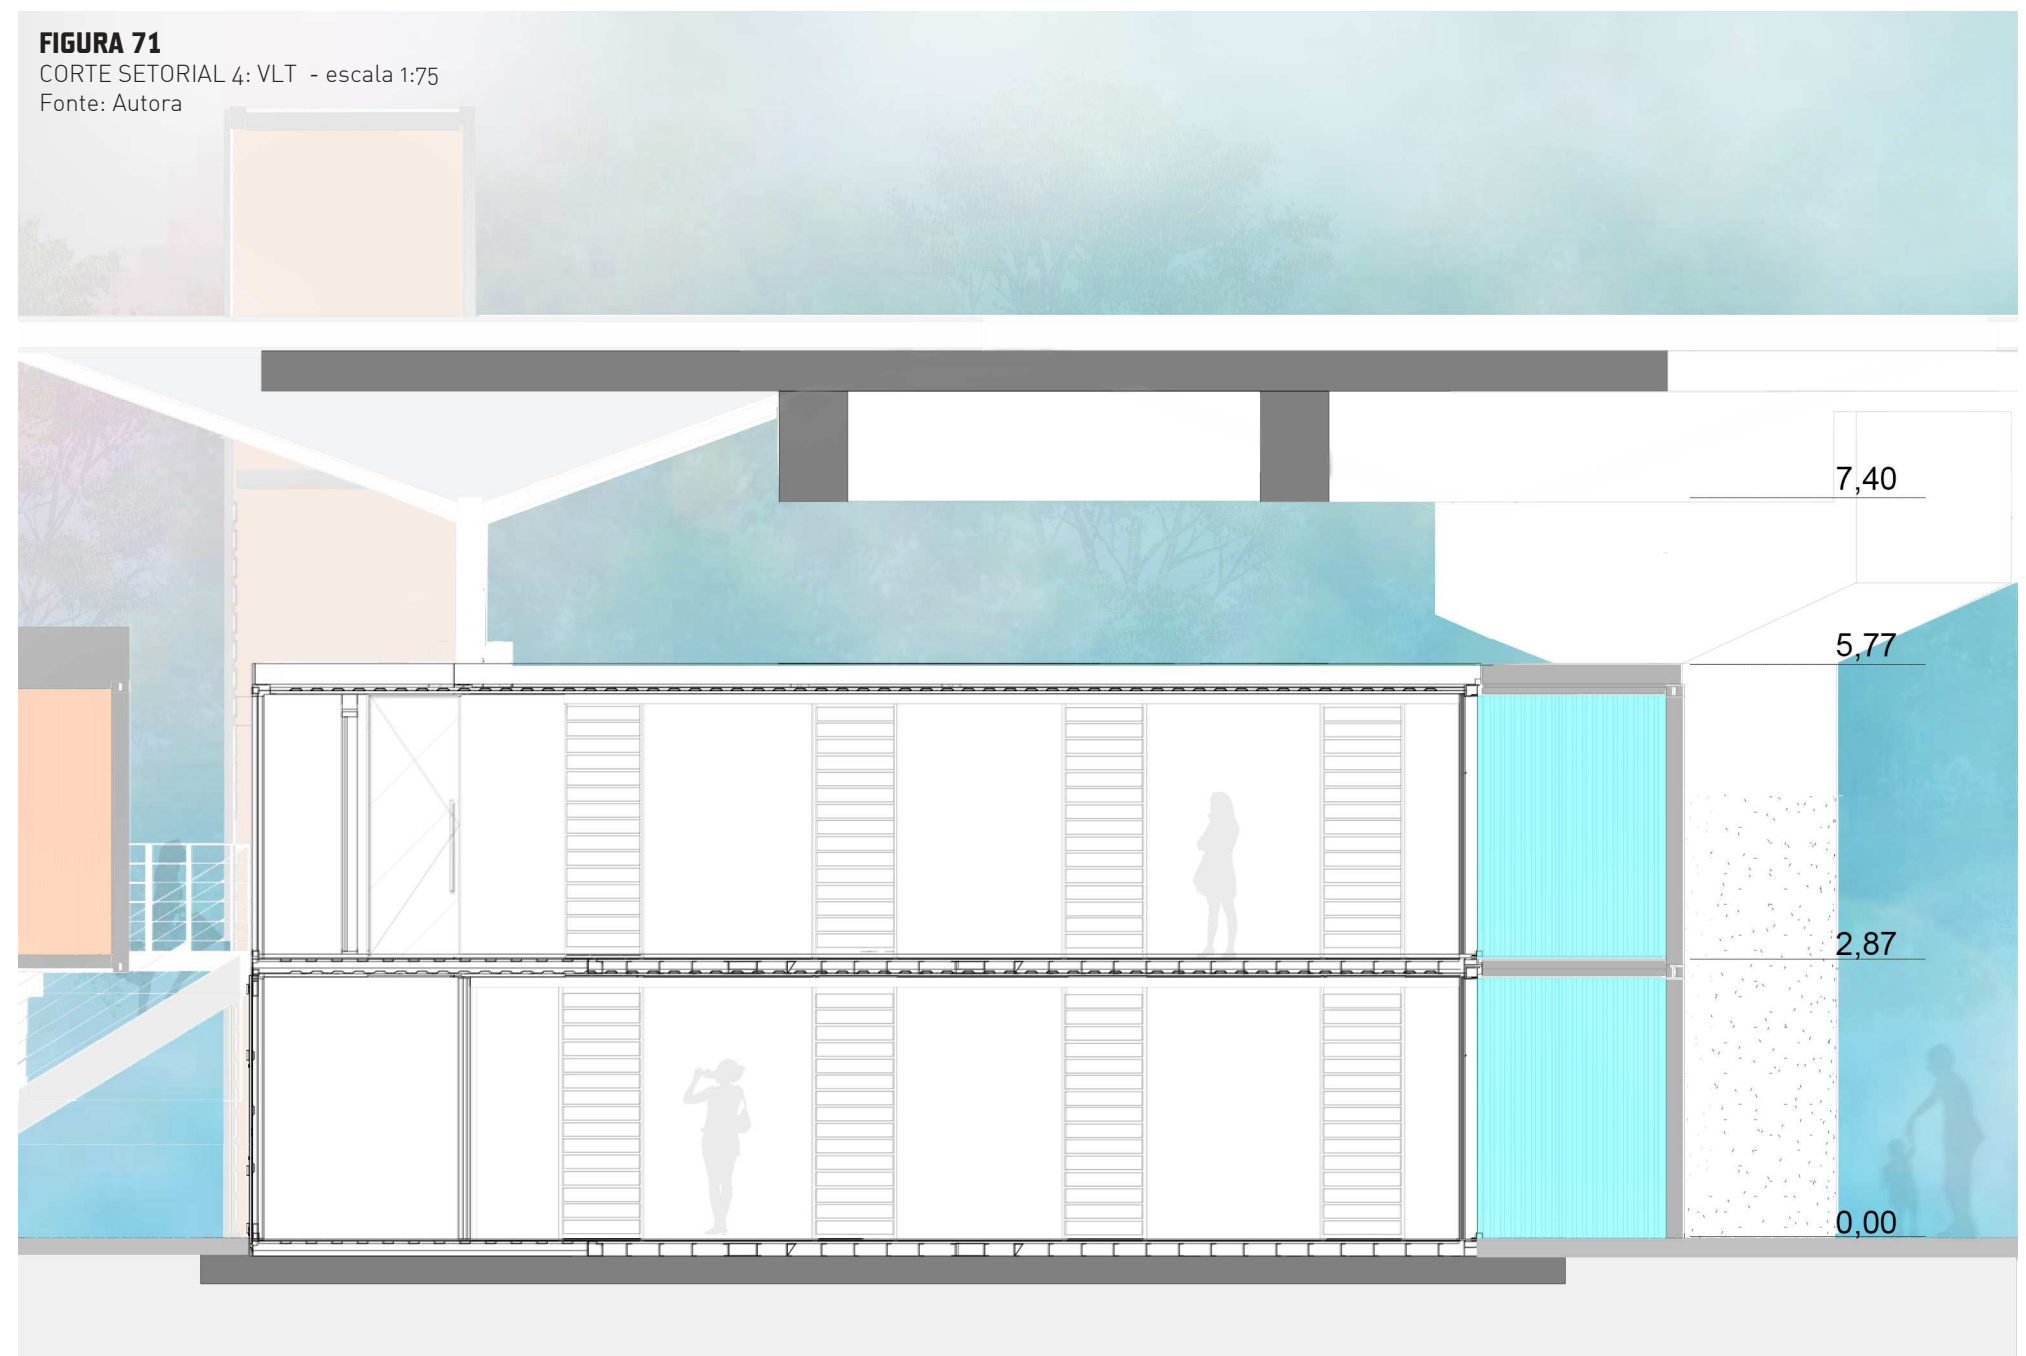 FIGURA 71
CORTE SETORIAL 4: VLT - escala 1:75
Fonte: Autora
7,40
5,77
2,87
0,00